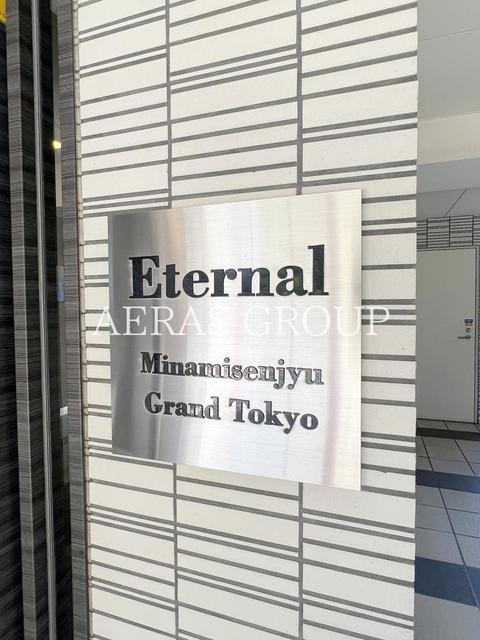 Eternal
AERAS GROUP
Minamisenjyu
Grand Tokyo